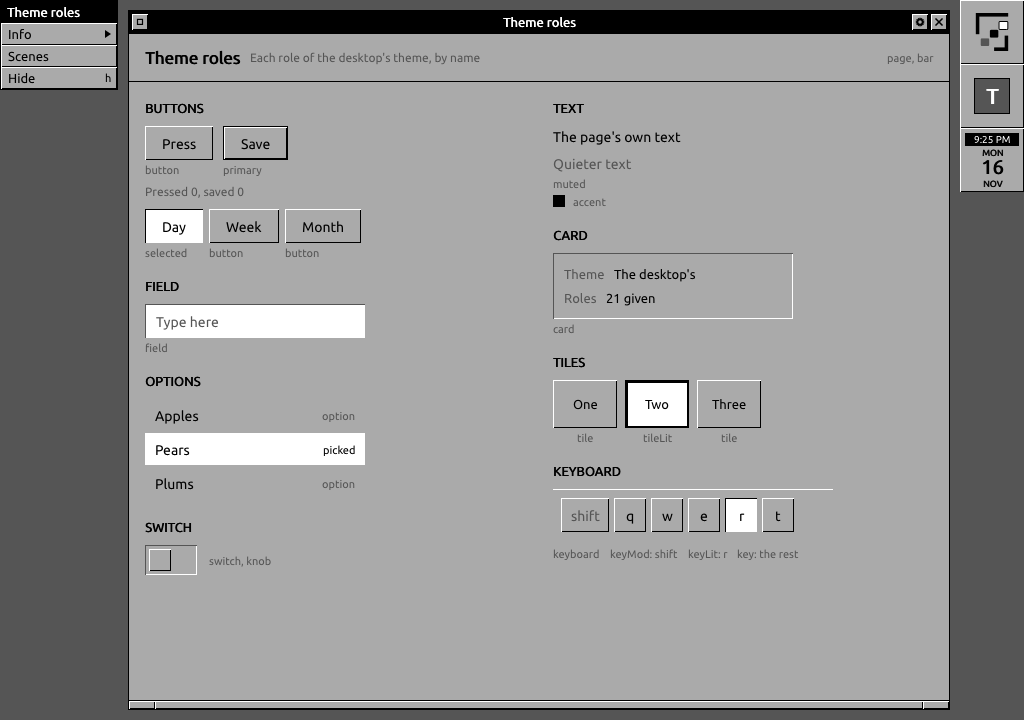 Theme roles
Info
Scenes
Hide h
Theme roles
Theme roles Each role of the desktop's theme, by name page, bar
BUTTONS
Press Save
button primary
Pressed 0, saved 0
Day Week Month
selected button button
FIELD
Type here
field
OPTIONS
Apples option
Pears picked
Plums option
SWITCH
switch, knob
TEXT
The page's own text
Quieter text
muted
accent
CARD
Theme The desktop's
Roles 21 given
card
TILES
One Two Three
tile tileLit tile
KEYBOARD
shift q w e r t
keyboard keyMod: shift keyLit: r key: the rest
T
9:25 PM
MON
16
NOV